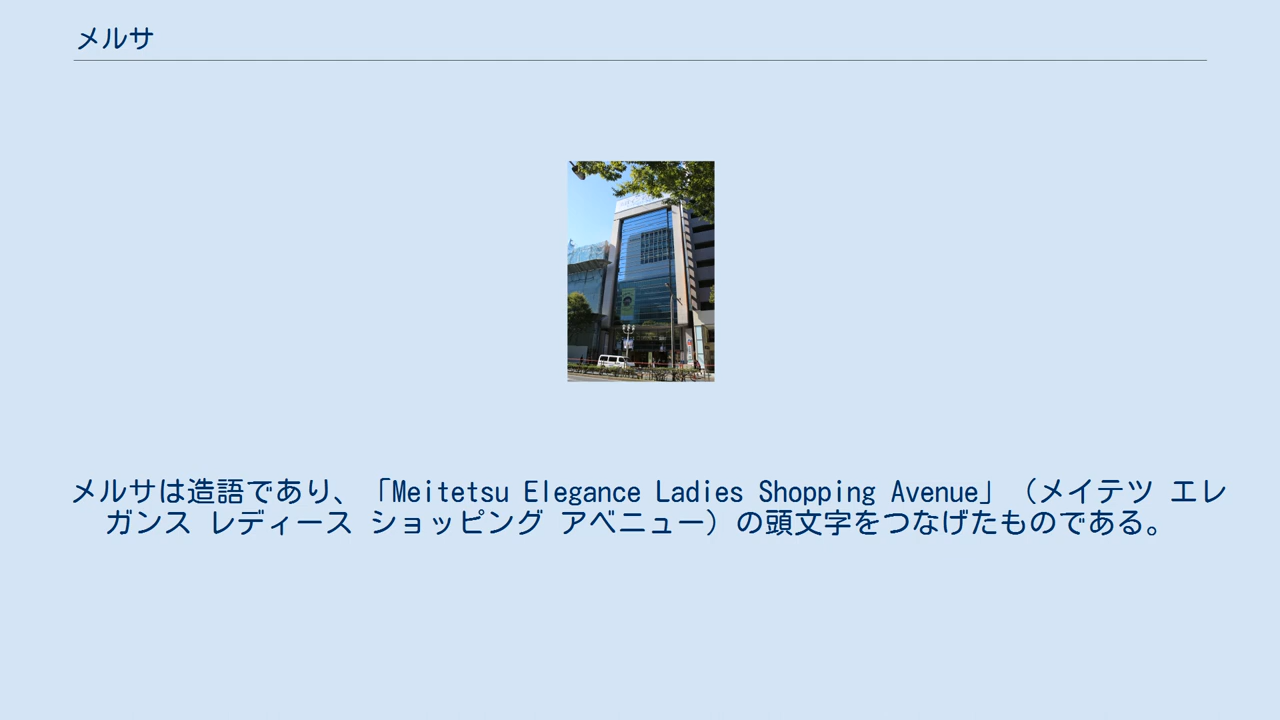 メルサ
メルサは造語であり、「Meitetsu Elegance Ladies Shopping Avenue」（メイテツ エレ
ガンス レディース ショッピング アベニュー）の頭文字をつなげたものである。